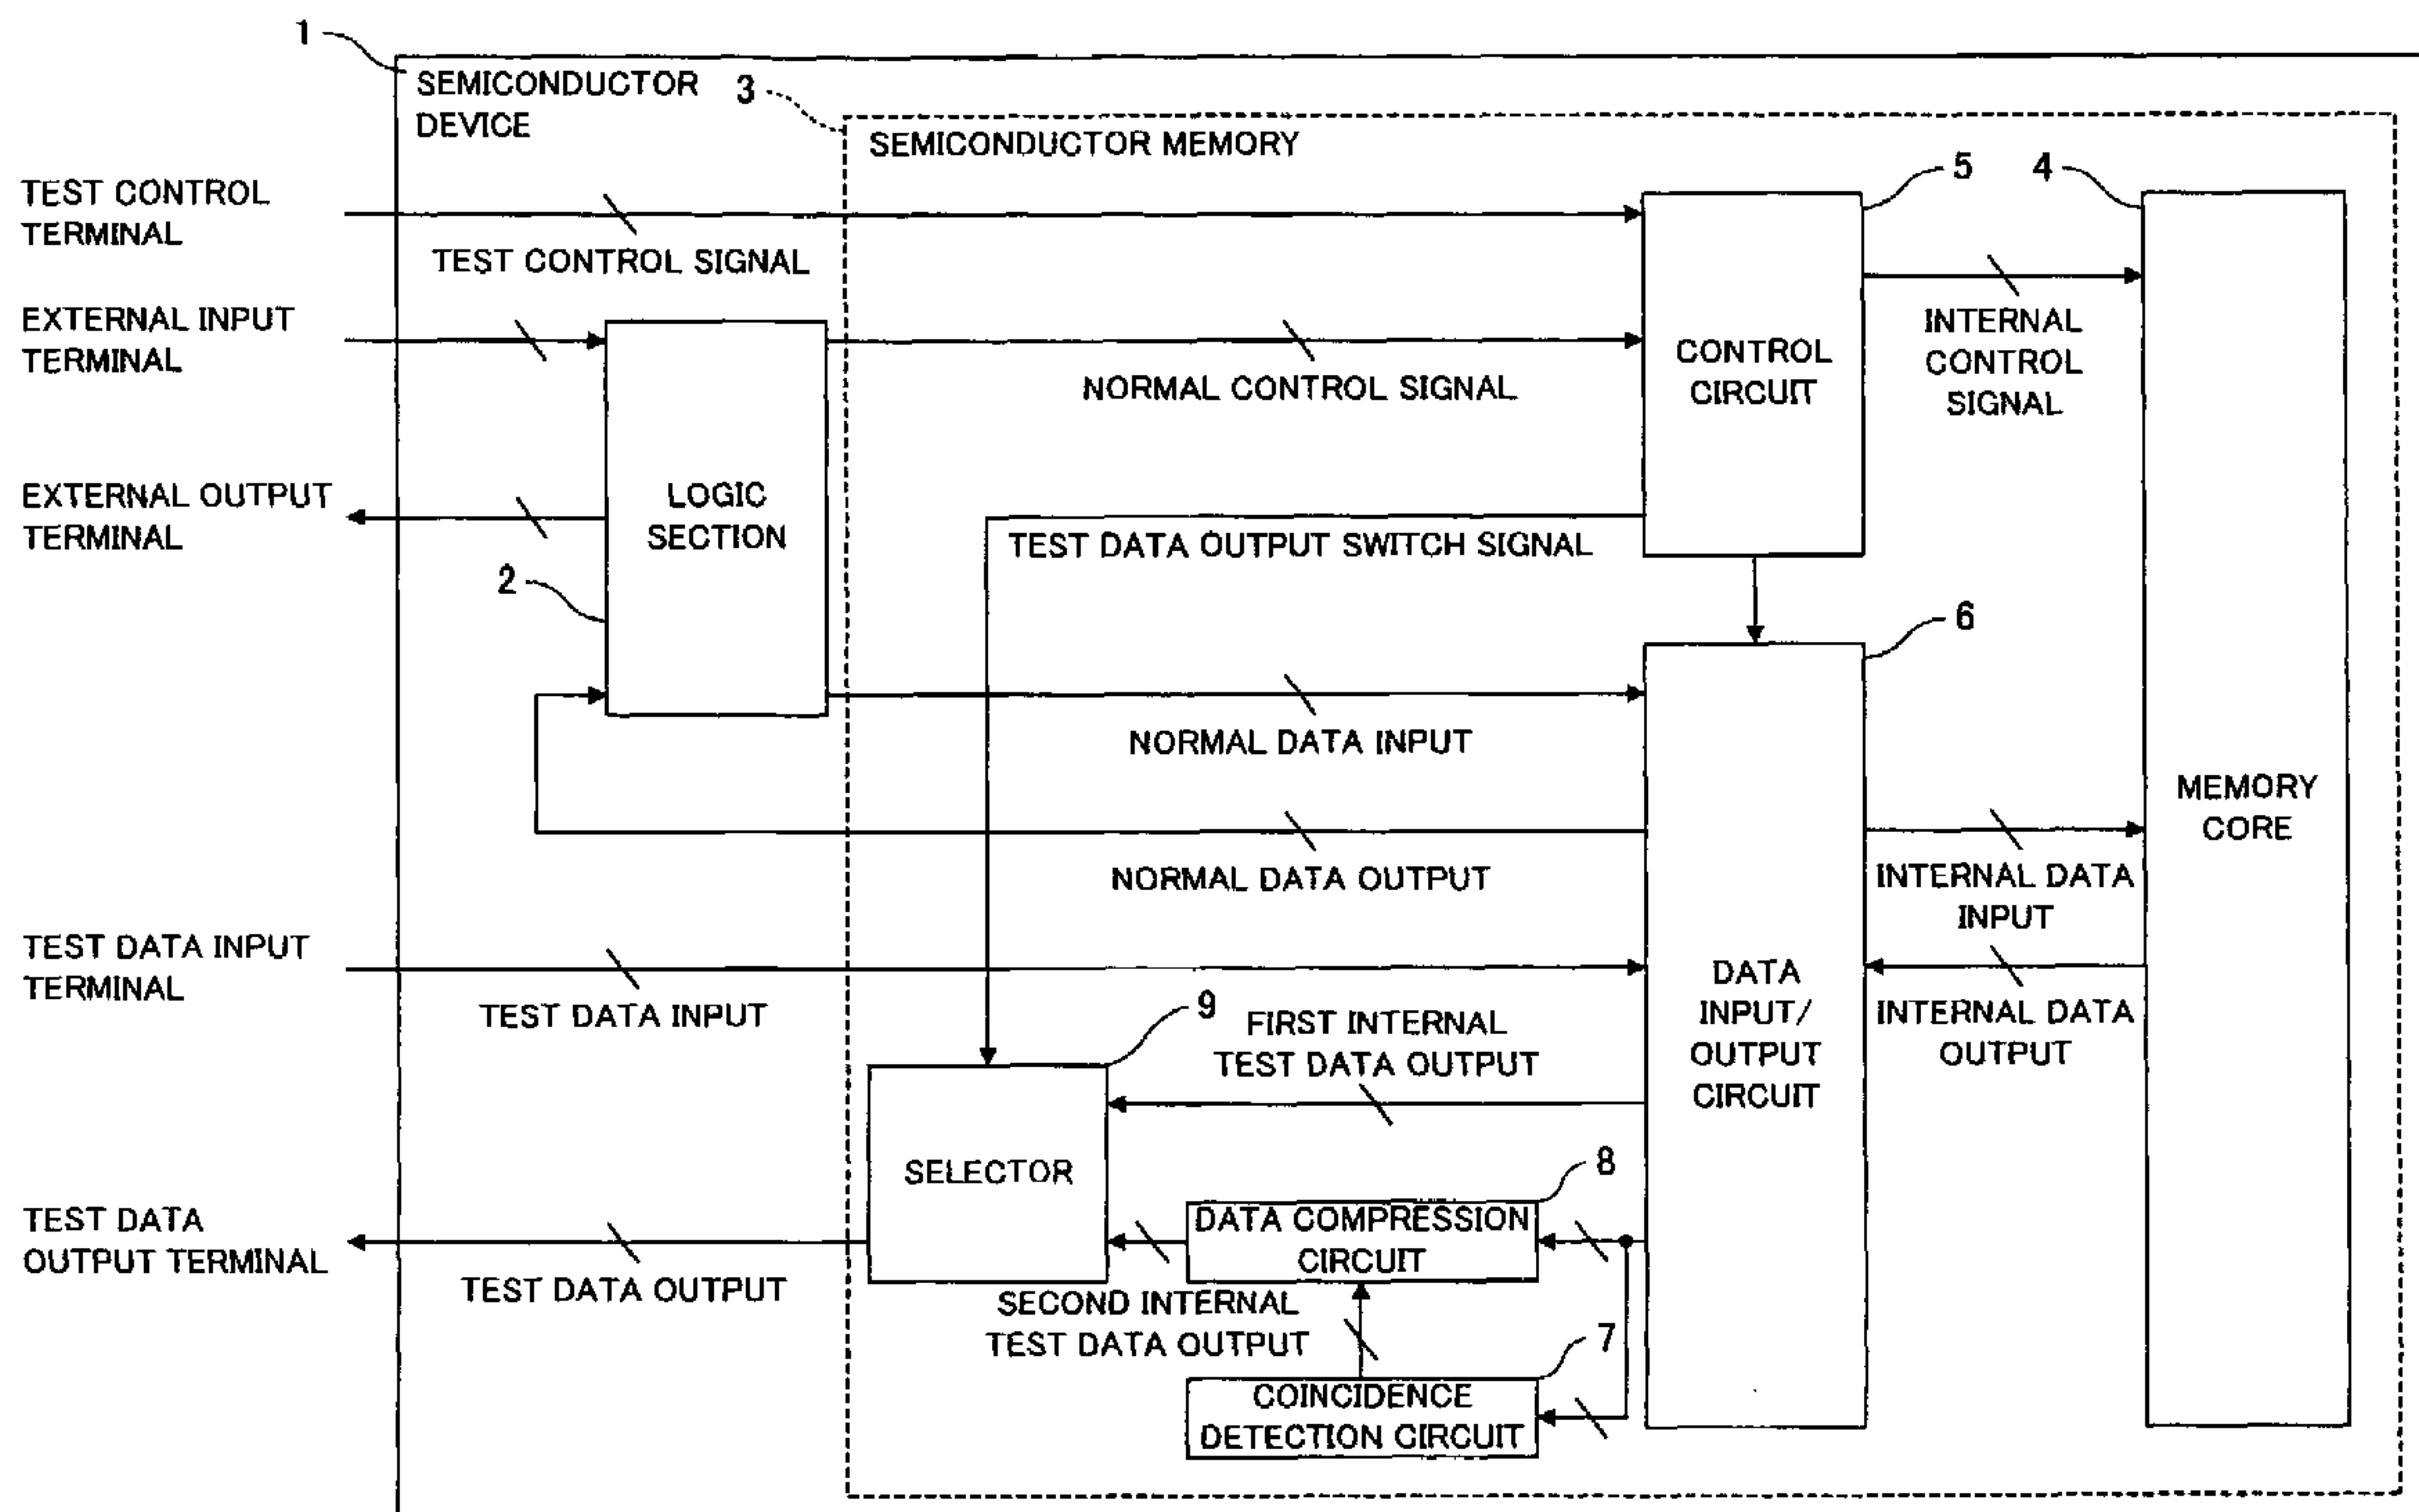 1
SEMICONDUCTOR
DEVICE
3
SEMICONDUCTOR MEMORY
TEST CONTROL
TERMINAL
TEST CONTROL SIGNAL
5
4
EXTERNAL INPUT
TERMINAL
NORMAL CONTROL SIGNAL
CONTROL
CIRCUIT
INTERNAL
CONTROL
SIGNAL
EXTERNAL OUTPUT
TERMINAL
LOGIC
SECTION
2
TEST DATA OUTPUT SWITCH SIGNAL
6
NORMAL DATA INPUT
MEMORY
CORE
NORMAL DATA OUTPUT
INTERNAL DATA
INPUT
TEST DATA INPUT
TERMINAL
TEST DATA INPUT
9
FIRST INTERNAL
TEST DATA OUTPUT
DATA
INPUT/
OUTPUT
CIRCUIT
INTERNAL DATA
OUTPUT
SELECTOR
8
DATA COMPRESSION
CIRCUIT
TEST DATA
OUTPUT TERMINAL
TEST DATA OUTPUT
SECOND INTERNAL
TEST DATA OUTPUT
7
COINCIDENCE
DETECTION CIRCUIT